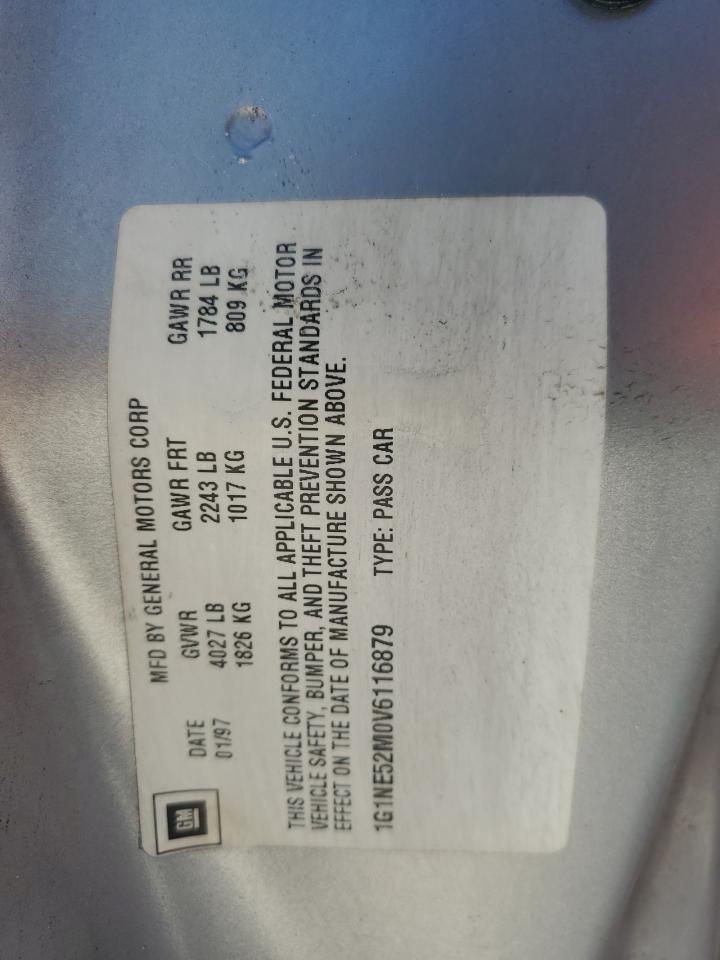 GM
MFD BY GENERAL MOTORS CORP
DATE GVWR GAWR FRT GAWR RR
01/97 4027 LB 2243 LB 1784 LB
1826 KG 1017 KG 809 KG
THIS VEHICLE CONFORMS TO ALL APPLICABLE U.S. FEDERAL MOTOR
VEHICLE SAFETY, BUMPER, AND THEFT PREVENTION STANDARDS IN
EFFECT ON THE DATE OF MANUFACTURE SHOWN ABOVE.
1G1NE52M0V6116879 TYPE: PASS CAR